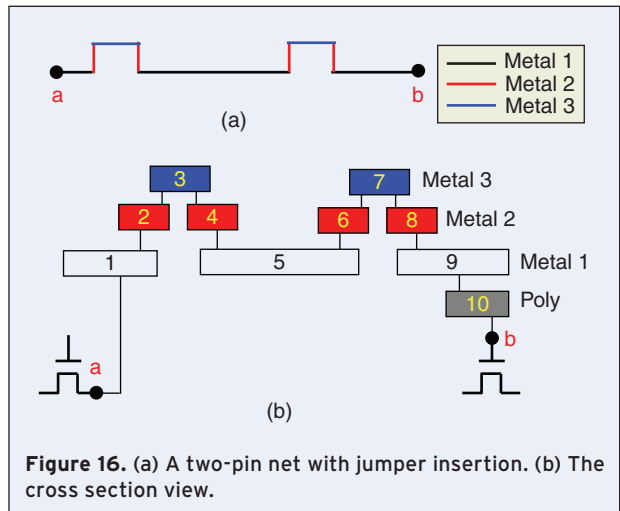 Metal 1
Metal 2
Metal 3
a
b
(a)
3
7
Metal 3
2
4
6
8
Metal 2
1
5
9
Metal 1
10
Poly
a
b
(b)
Figure 16. (a) A two-pin net with jumper insertion. (b) The
cross section view.